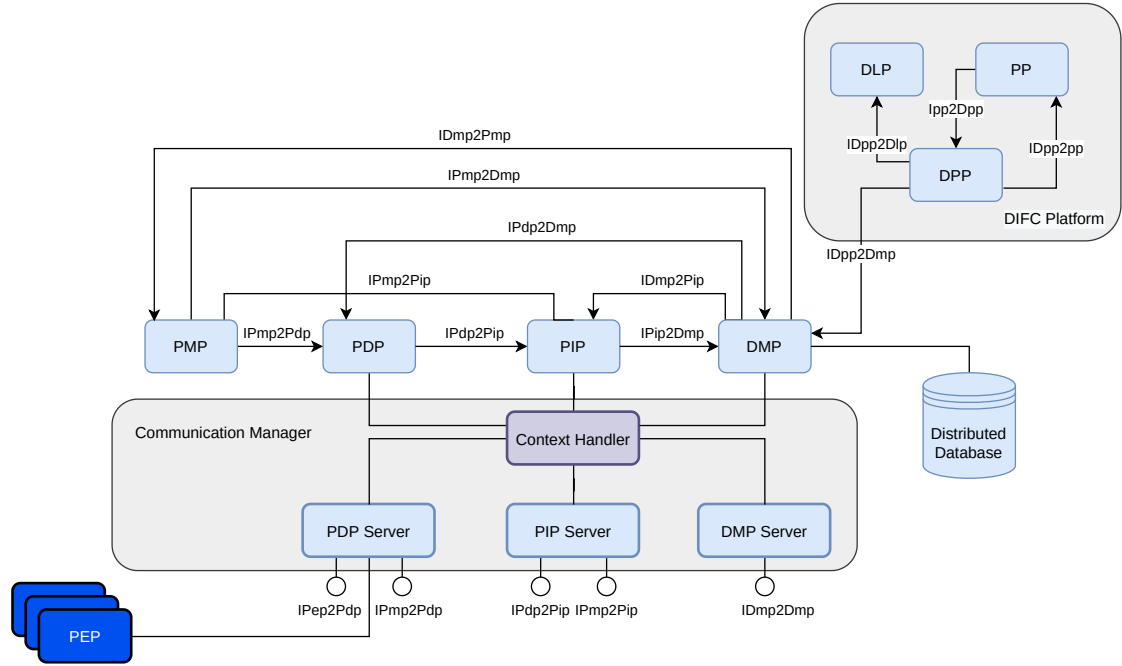 DLP
PP
Ipp2Dpp
IDpp2Dlp
IDpp2pp
DPP
DIFC Platform
IDmp2Pmp
IPmp2Dmp
IPdp2Dmp
IDpp2Dmp
IPmp2Pip
IDmp2Pip
PMP
IPmp2Pdp
PDP
IPdp2Pip
PIP
IPip2Dmp
DMP
Communication Manager
Context Handler
Distributed
Database
PDP Server
PIP Server
DMP Server
IPep2Pdp
IPmp2Pdp
IPdp2Pip
IPmp2Pip
IDmp2Dmp
PEP